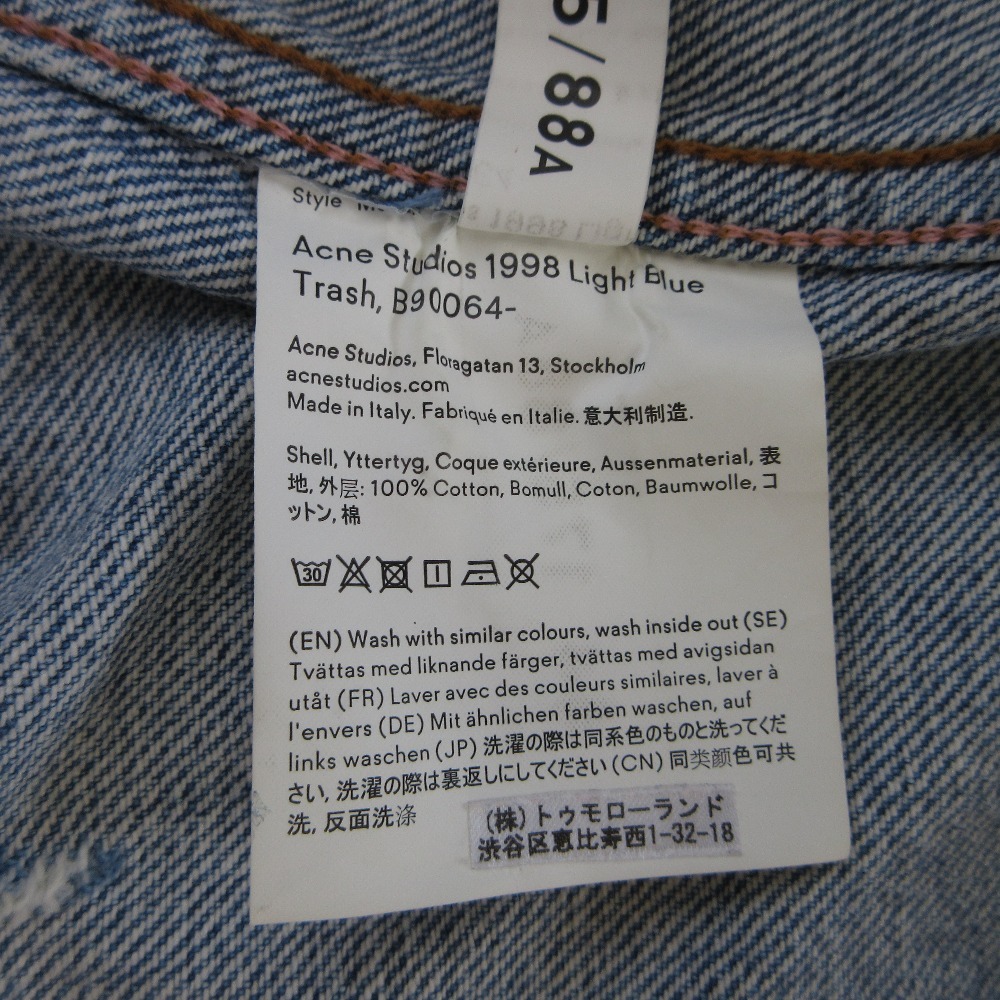 5/88A
Style
Acne Studios 1998 Light Blue
Trash, B90064-
Acne Studios, Floragatan 13, Stockholm
acnestudios.com
Made in Italy. Fabriqué en Italie. 意大利制造.
Shell, Yttertyg, Coque extérieure, Aussenmaterial, 表
地, 外层: 100% Cotton, Bomull, Coton, Baumwolle, コ
ットン, 棉
30
(EN) Wash with similar colours, wash inside out (SE)
Tvättas med liknande färger, tvättas med avigsidan
utåt (FR) Laver avec des couleurs similaires, laver à
l'envers (DE) Mit ähnlichen farben waschen, auf
links waschen (JP) 洗濯の際は同系色のものと洗ってくだ
さい, 洗濯の際は裏返しにしてください (CN) 同类颜色可共
洗, 反面洗涤
(株)トゥモローランド
渋谷区恵比寿西1-32-18